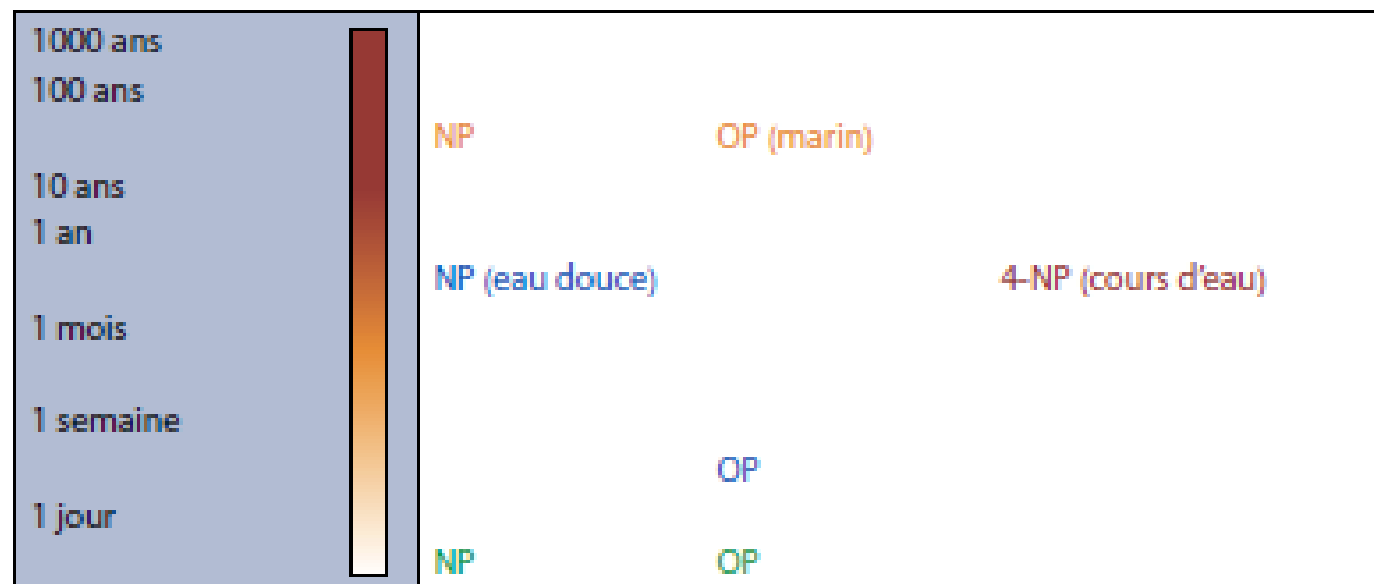 1000 ans
100 ans
NP OP (marin)
10 ans
1 an
NP (eau douce) 4-NP (cours d'eau)
1 mois
1 semaine
OP
1 jour
NP OP